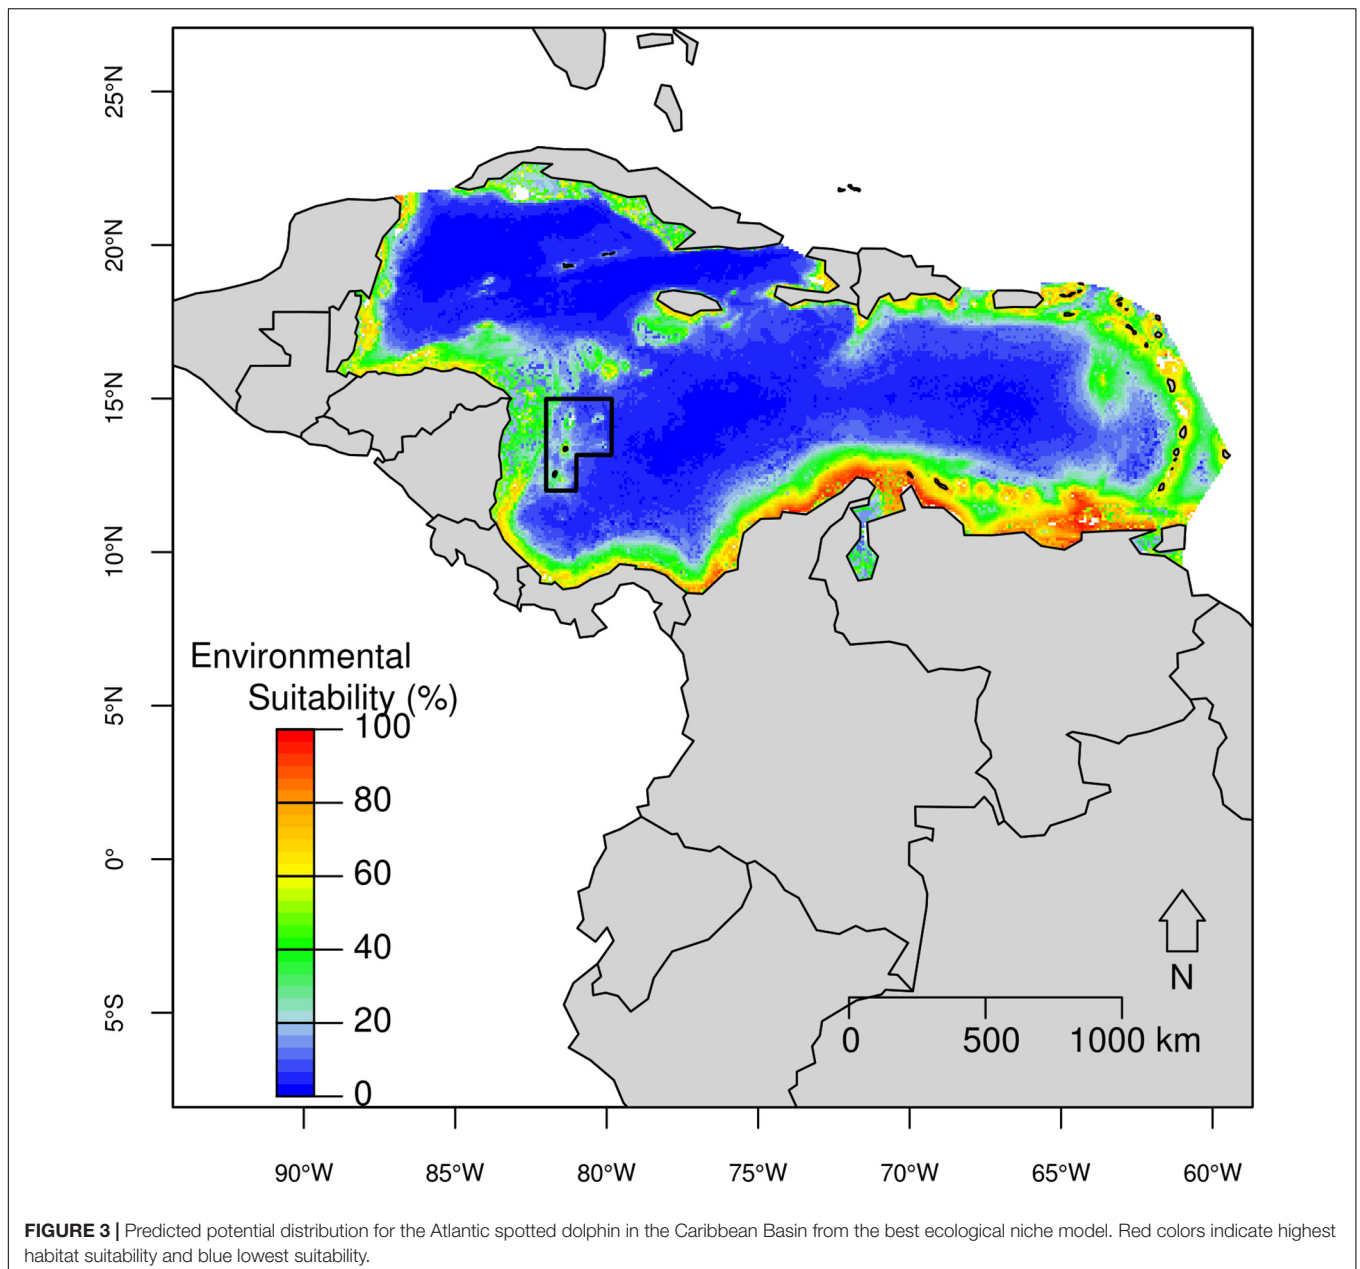 25°N
20°N
15°N
10°N
5°N
0°
5°S
Environmental
Suitability (%)
100
80
60
40
20
0
N
0 500 1000 km
90°W 85°W 80°W 75°W 70°W 65°W 60°W
FIGURE 3 | Predicted potential distribution for the Atlantic spotted dolphin in the Caribbean Basin from the best ecological niche model. Red colors indicate highest
habitat suitability and blue lowest suitability.